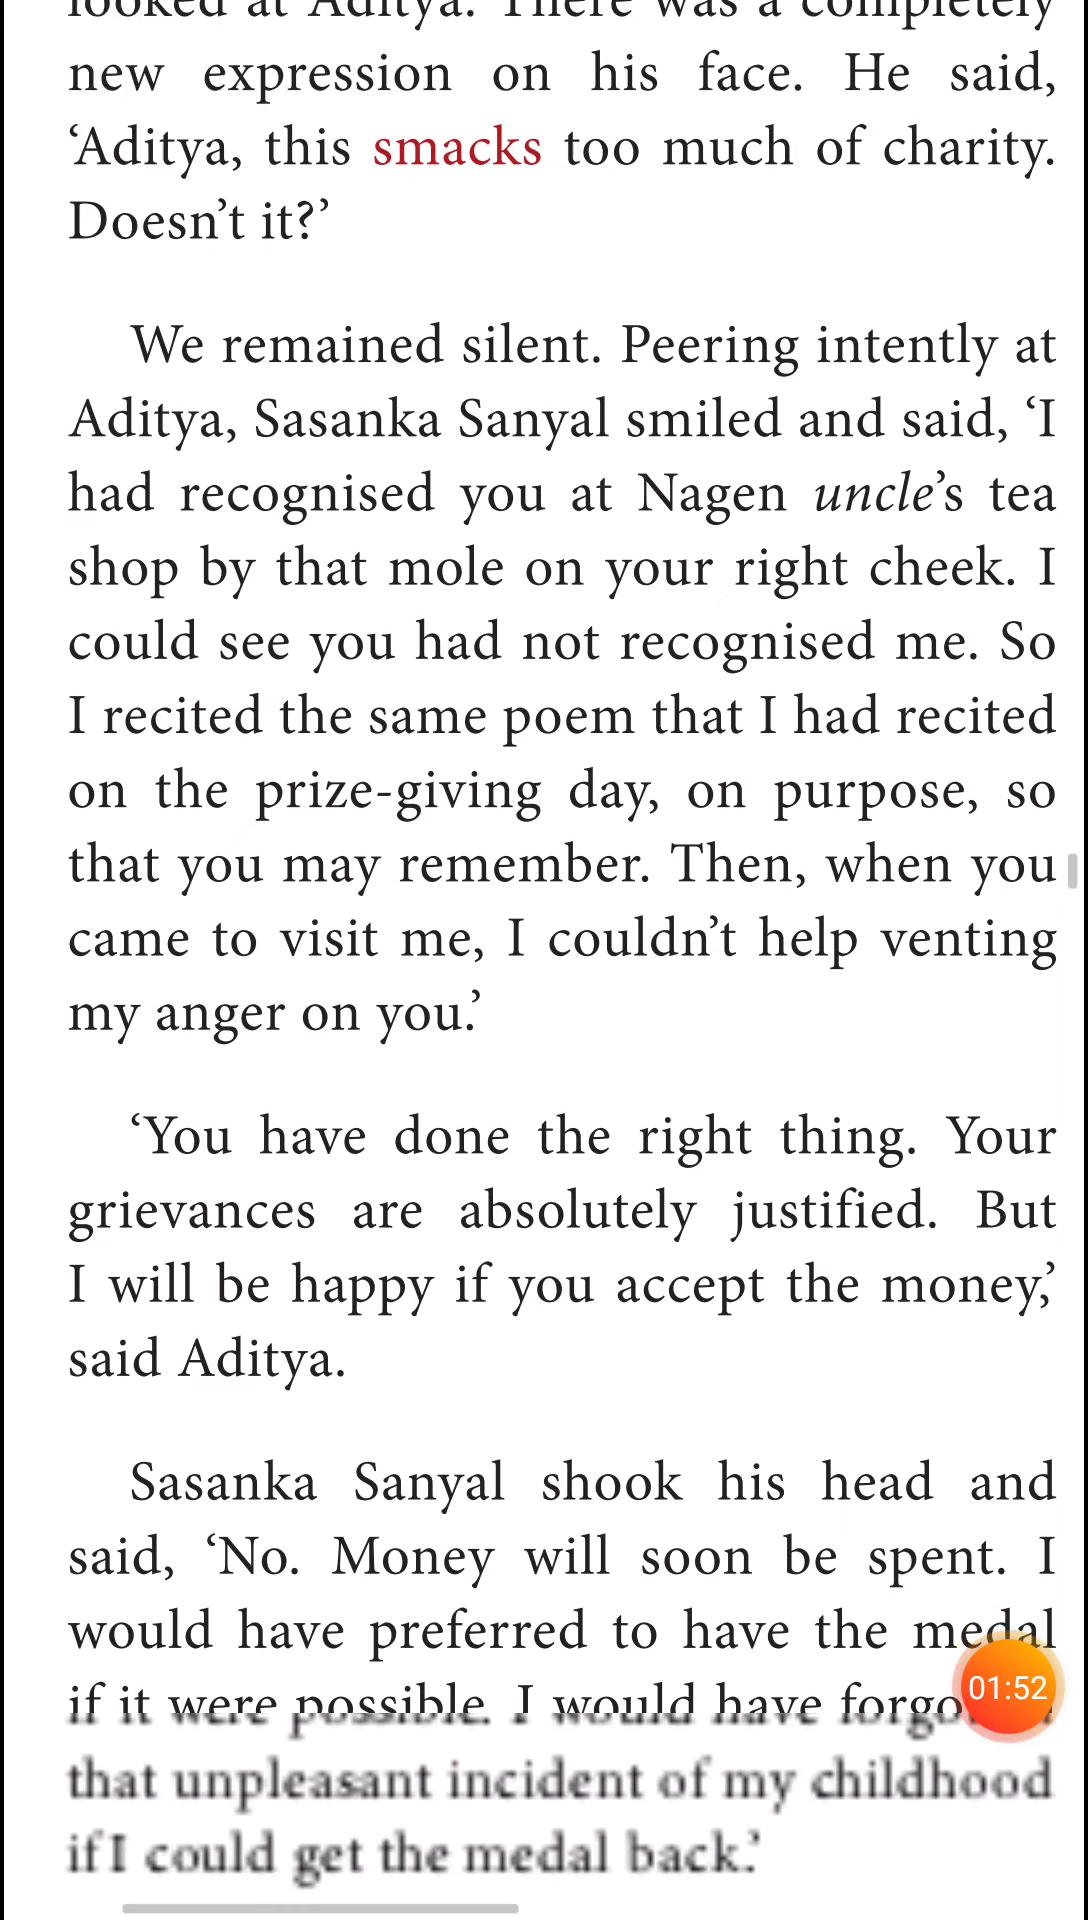 looked at Aditya. There was a completely
new expression on his face. He said,
‘Aditya, this smacks too much of charity.
Doesn’t it?’
We remained silent. Peering intently at
Aditya, Sasanka Sanyal smiled and said, ‘I
had recognised you at Nagen uncle’s tea
shop by that mole on your right cheek. I
could see you had not recognised me. So
I recited the same poem that I had recited
on the prize-giving day, on purpose, so
that you may remember. Then, when you
came to visit me, I couldn’t help venting
my anger on you.’
‘You have done the right thing. Your
grievances are absolutely justified. But
I will be happy if you accept the money,’
said Aditya.
Sasanka Sanyal shook his head and
said, ‘No. Money will soon be spent. I
would have preferred to have the medal
if it were possible. I would have
01:52
that unpleasant incident of my childhood
if I could get the medal back.’